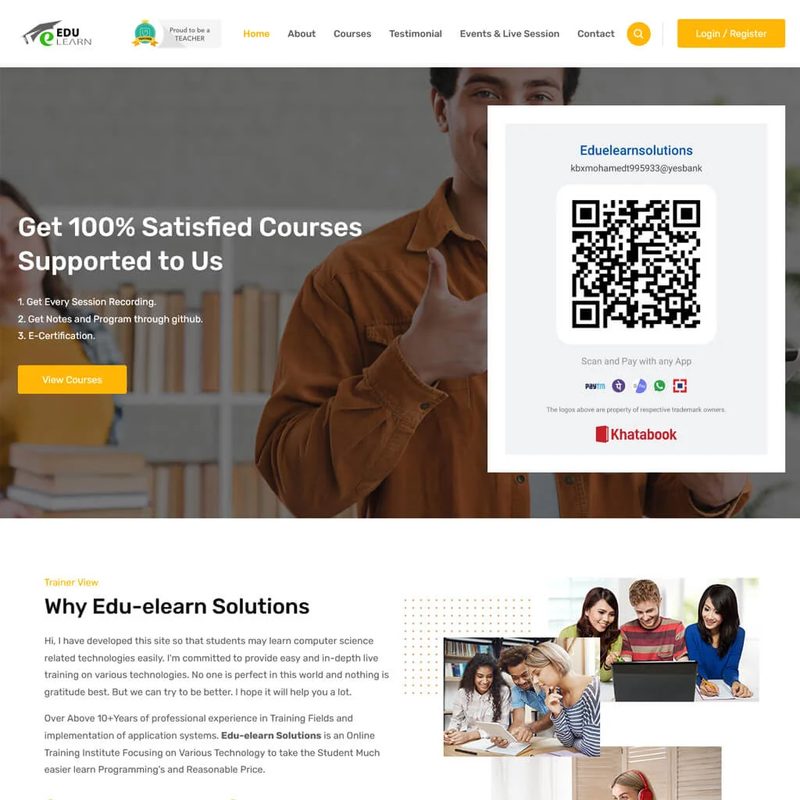 EDU
LEARN
Proud to be a
TEACHER
Home
About
Courses
Testimonial
Events & Live Session
Contact
Login / Register
Get 100% Satisfied Courses
Supported to Us
1. Get Every Session Recording.
2. Get Notes and Program through github.
3. E-Certification.
View Courses
Eduelearnsolutions
kbxmohamedt995933@yesbank
Scan and Pay with any App
Paytm
The logos above are property of respective trademark owners.
Khatabook
Trainer View
Why Edu-elearn Solutions
Hi, I have developed this site so that students may learn computer science
related technologies easily. I'm committed to provide easy and in-depth live
training on various technologies. No one is perfect in this world and nothing is
gratitude best. But we can try to be better. I hope it will help you a lot.
Over Above 10+Years of professional experience in Training Fields and
implementation of application systems. Edu-elearn Solutions is an Online
Training Institute Focusing on Various Technology to take the Student Much
easier learn Programming's and Reasonable Price.